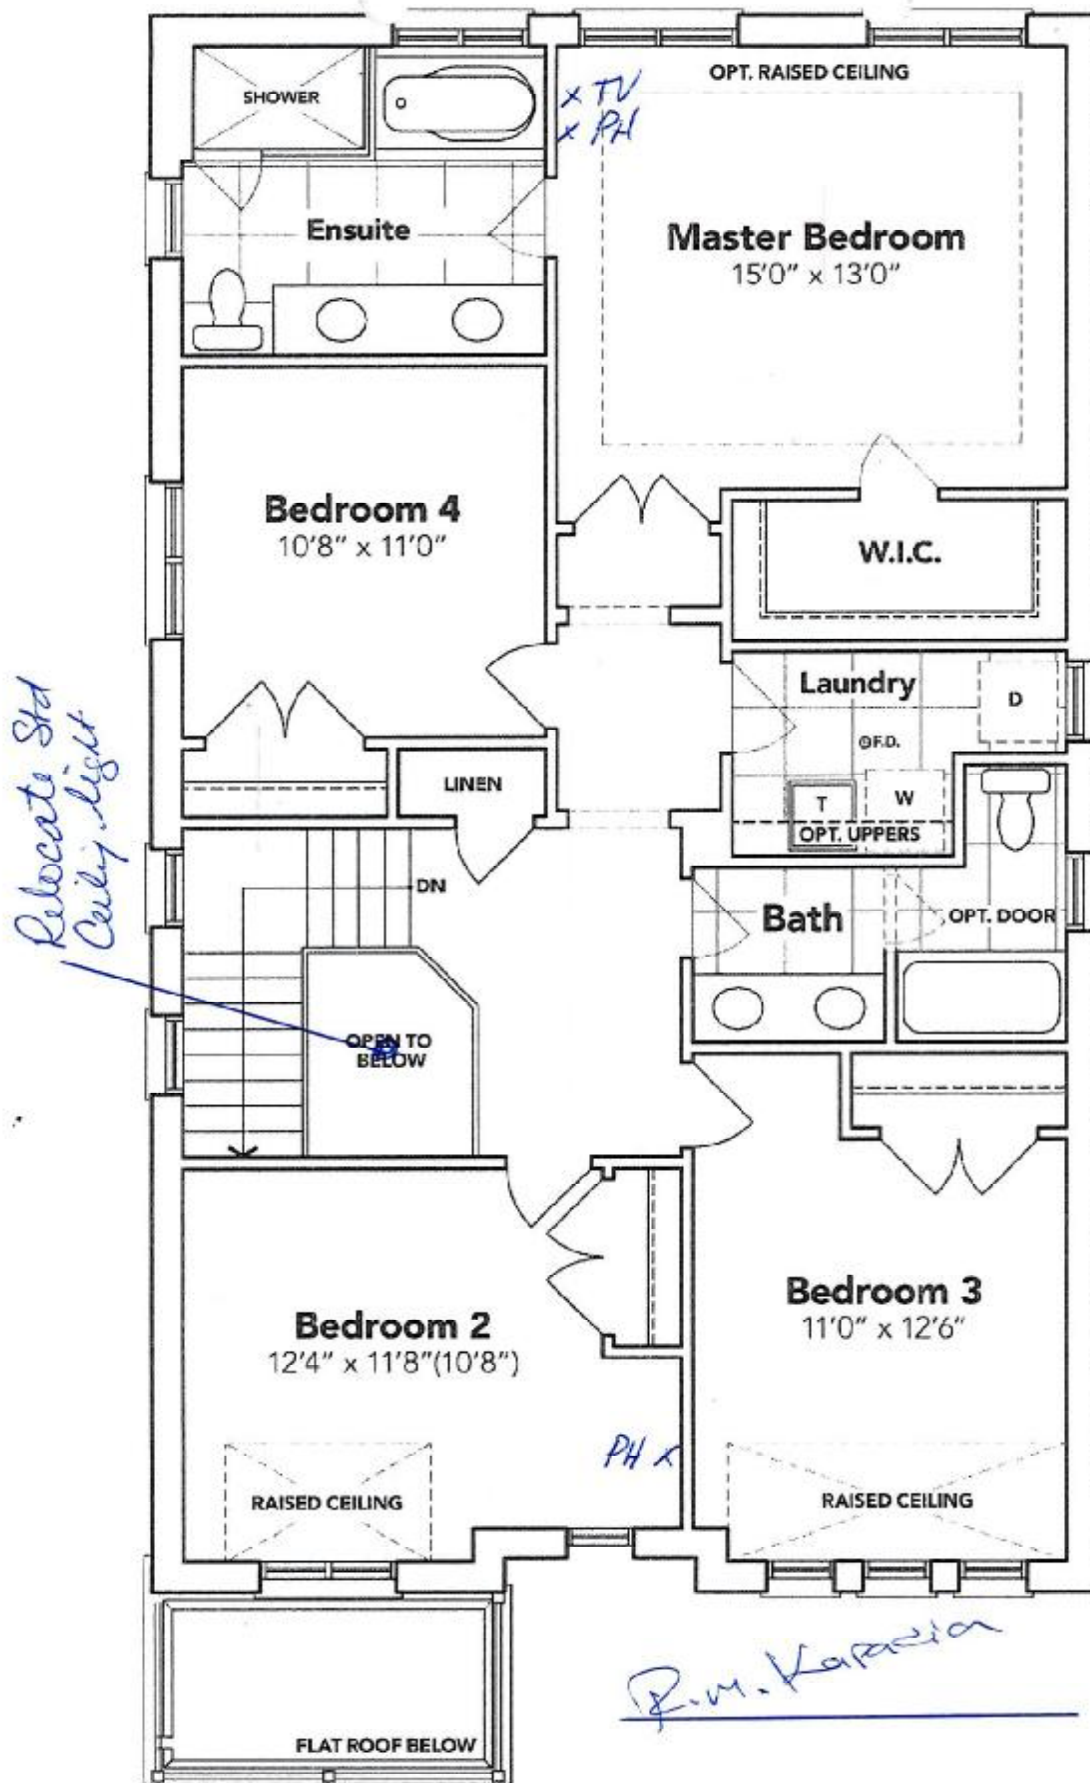 OPT. RAISED CEILING
SHOWER
x TV
x PH
Ensuite
Master Bedroom
15'0" x 13'0"
Bedroom 4
10'8" x 11'0"
W.I.C.
Relocate Std
Ceiling light
Laundry
D
F.D.
LINEN
T
W
OPT. UPPERS
DN
Bath
OPT. DOOR
OPEN TO
BELOW
Bedroom 3
11'0" x 12'6"
Bedroom 2
12'4" x 11'8"(10'8")
PH x
RAISED CEILING
RAISED CEILING
R.M.
FLAT ROOF BELOW